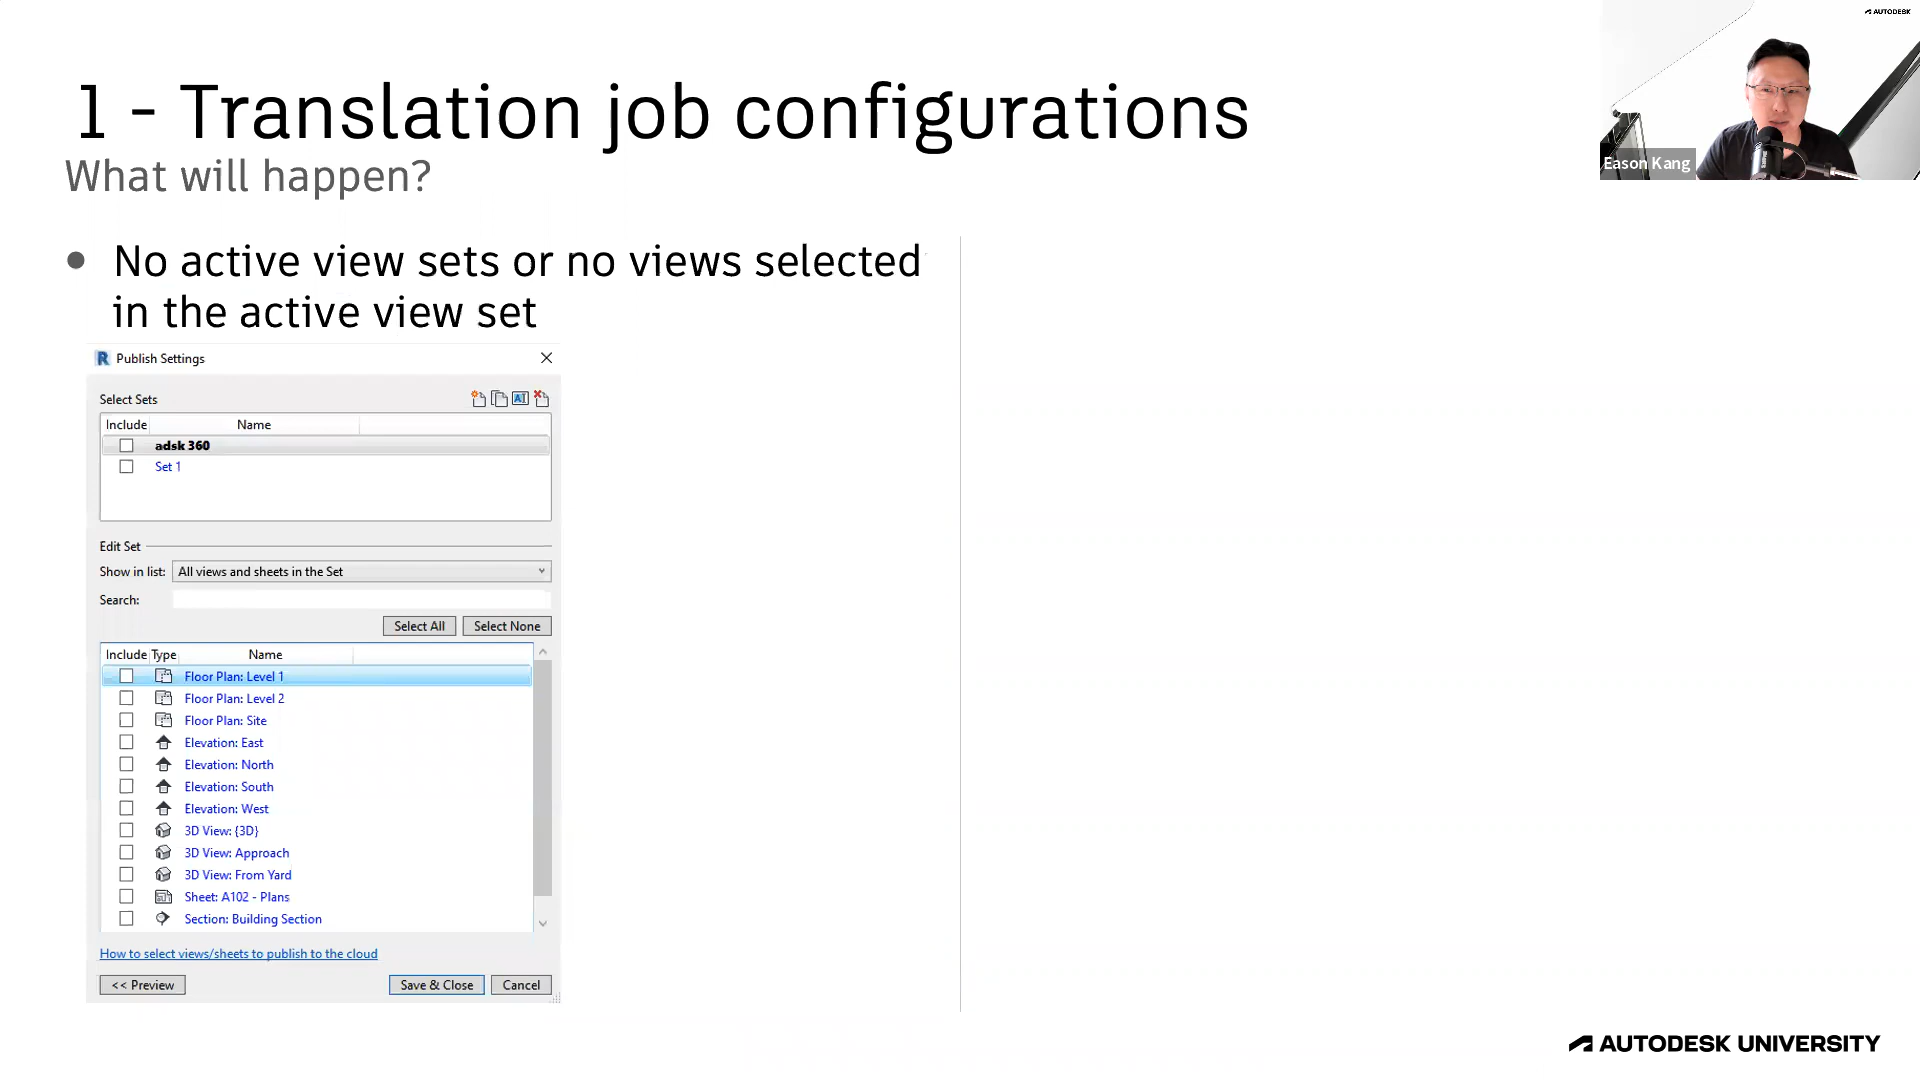 AUTODESK
1 - Translation job configurations
What will happen?
Eason Kang
No active view sets or no views selected
in the active view set
Publish Settings
Select Sets
Include Name
adsk 360
Set 1
Edit Set
Show in list: All views and sheets in the Set
Search:
Select All Select None
Include Type Name
Floor Plan: Level 1
Floor Plan: Level 2
Floor Plan: Site
Elevation: East
Elevation: North
Elevation: South
Elevation: West
3D View: {3D}
3D View: Approach
3D View: From Yard
Sheet: A102 - Plans
Section: Building Section
How to select views/sheets to publish to the cloud
<< Preview Save & Close Cancel
AUTODESK UNIVERSITY